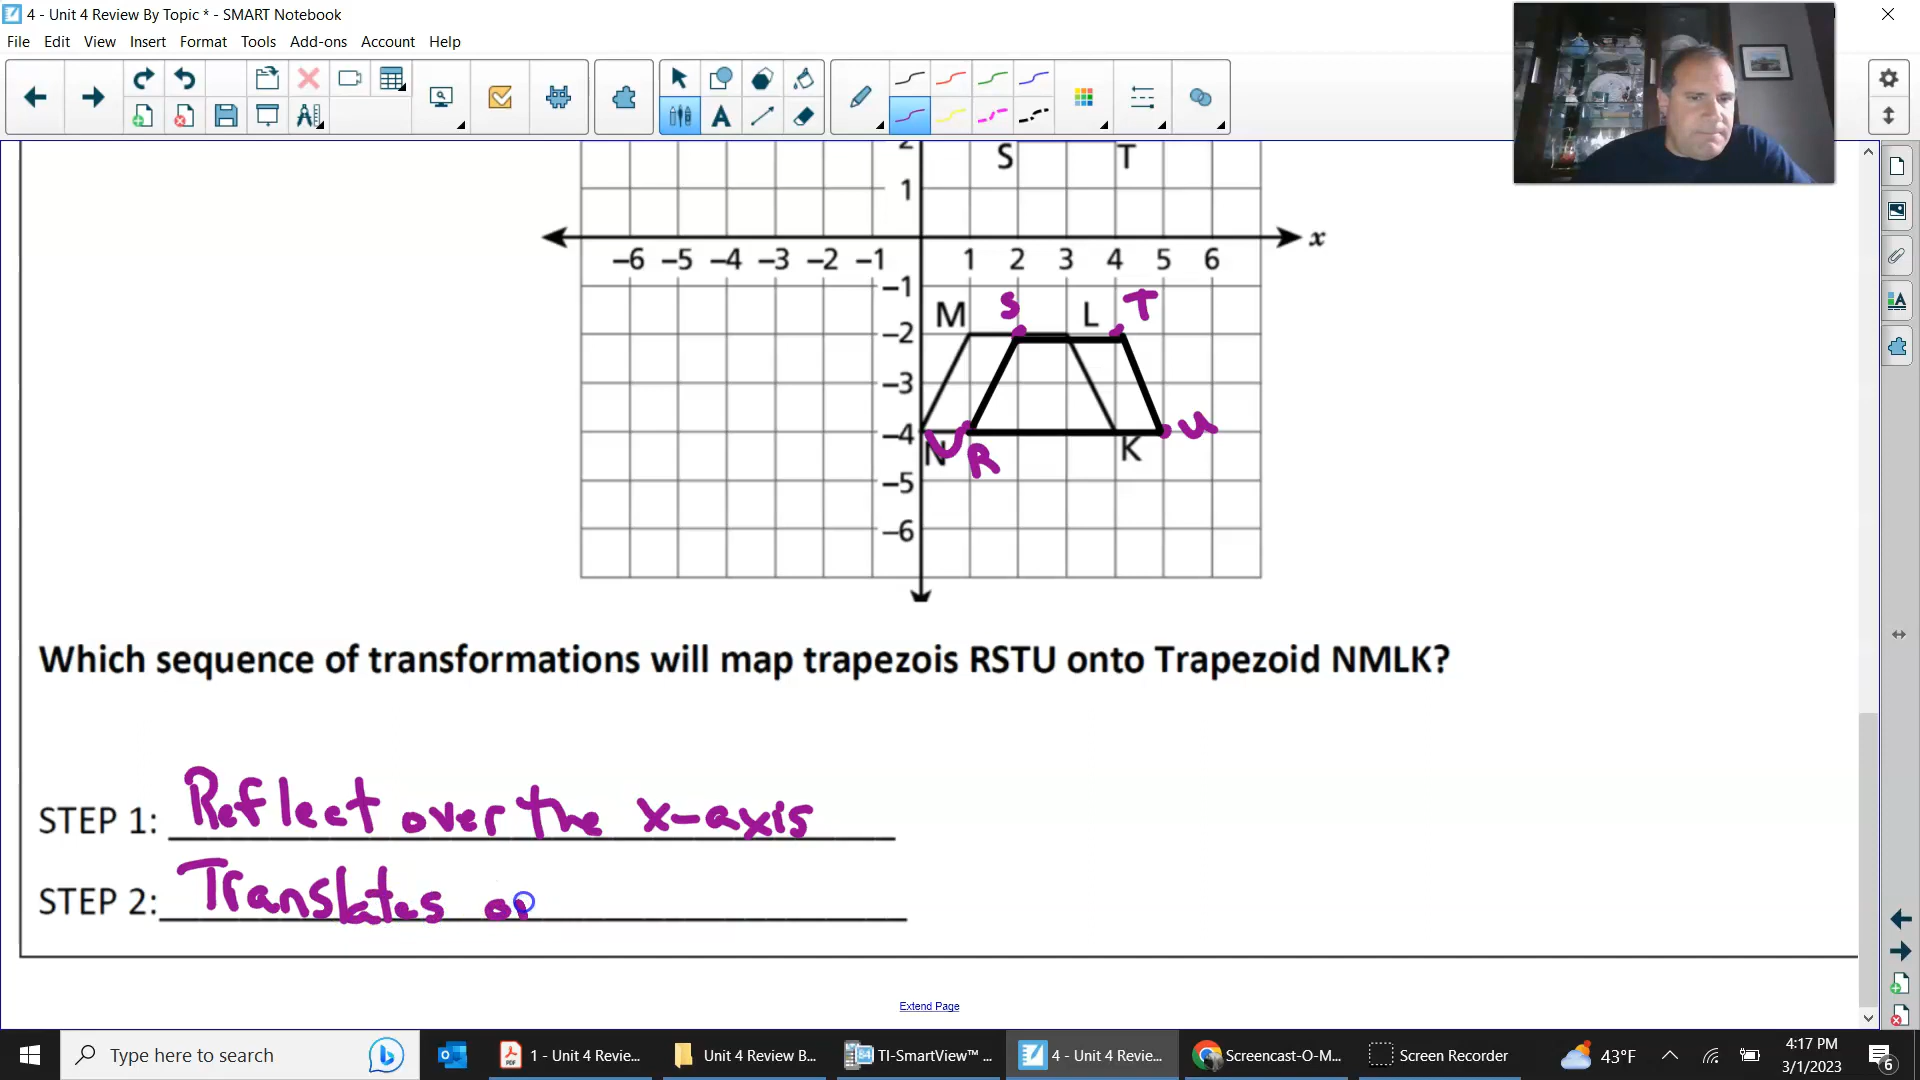 4 - Unit 4 Review By Topic * - SMART Notebook
File Edit View Insert Format Tools Add-ons Account Help
2
S T
1
x
–6 –5 –4 –3 –2 –1 1 2 3 4 5 6
–1
M S L T
–2
–3
–4 U
N R K
–5
–6
Which sequence of transformations will map trapezois RSTU onto Trapezoid NMLK?
STEP 1: Reflect over the x-axis
STEP 2: Translates on
Extend Page
Type here to search
1 - Unit 4 Revie... Unit 4 Review B... TI-SmartView™ ... 4 - Unit 4 Revie... Screencast-O-M... Screen Recorder 43°F 4:17 PM
3/1/2023
6